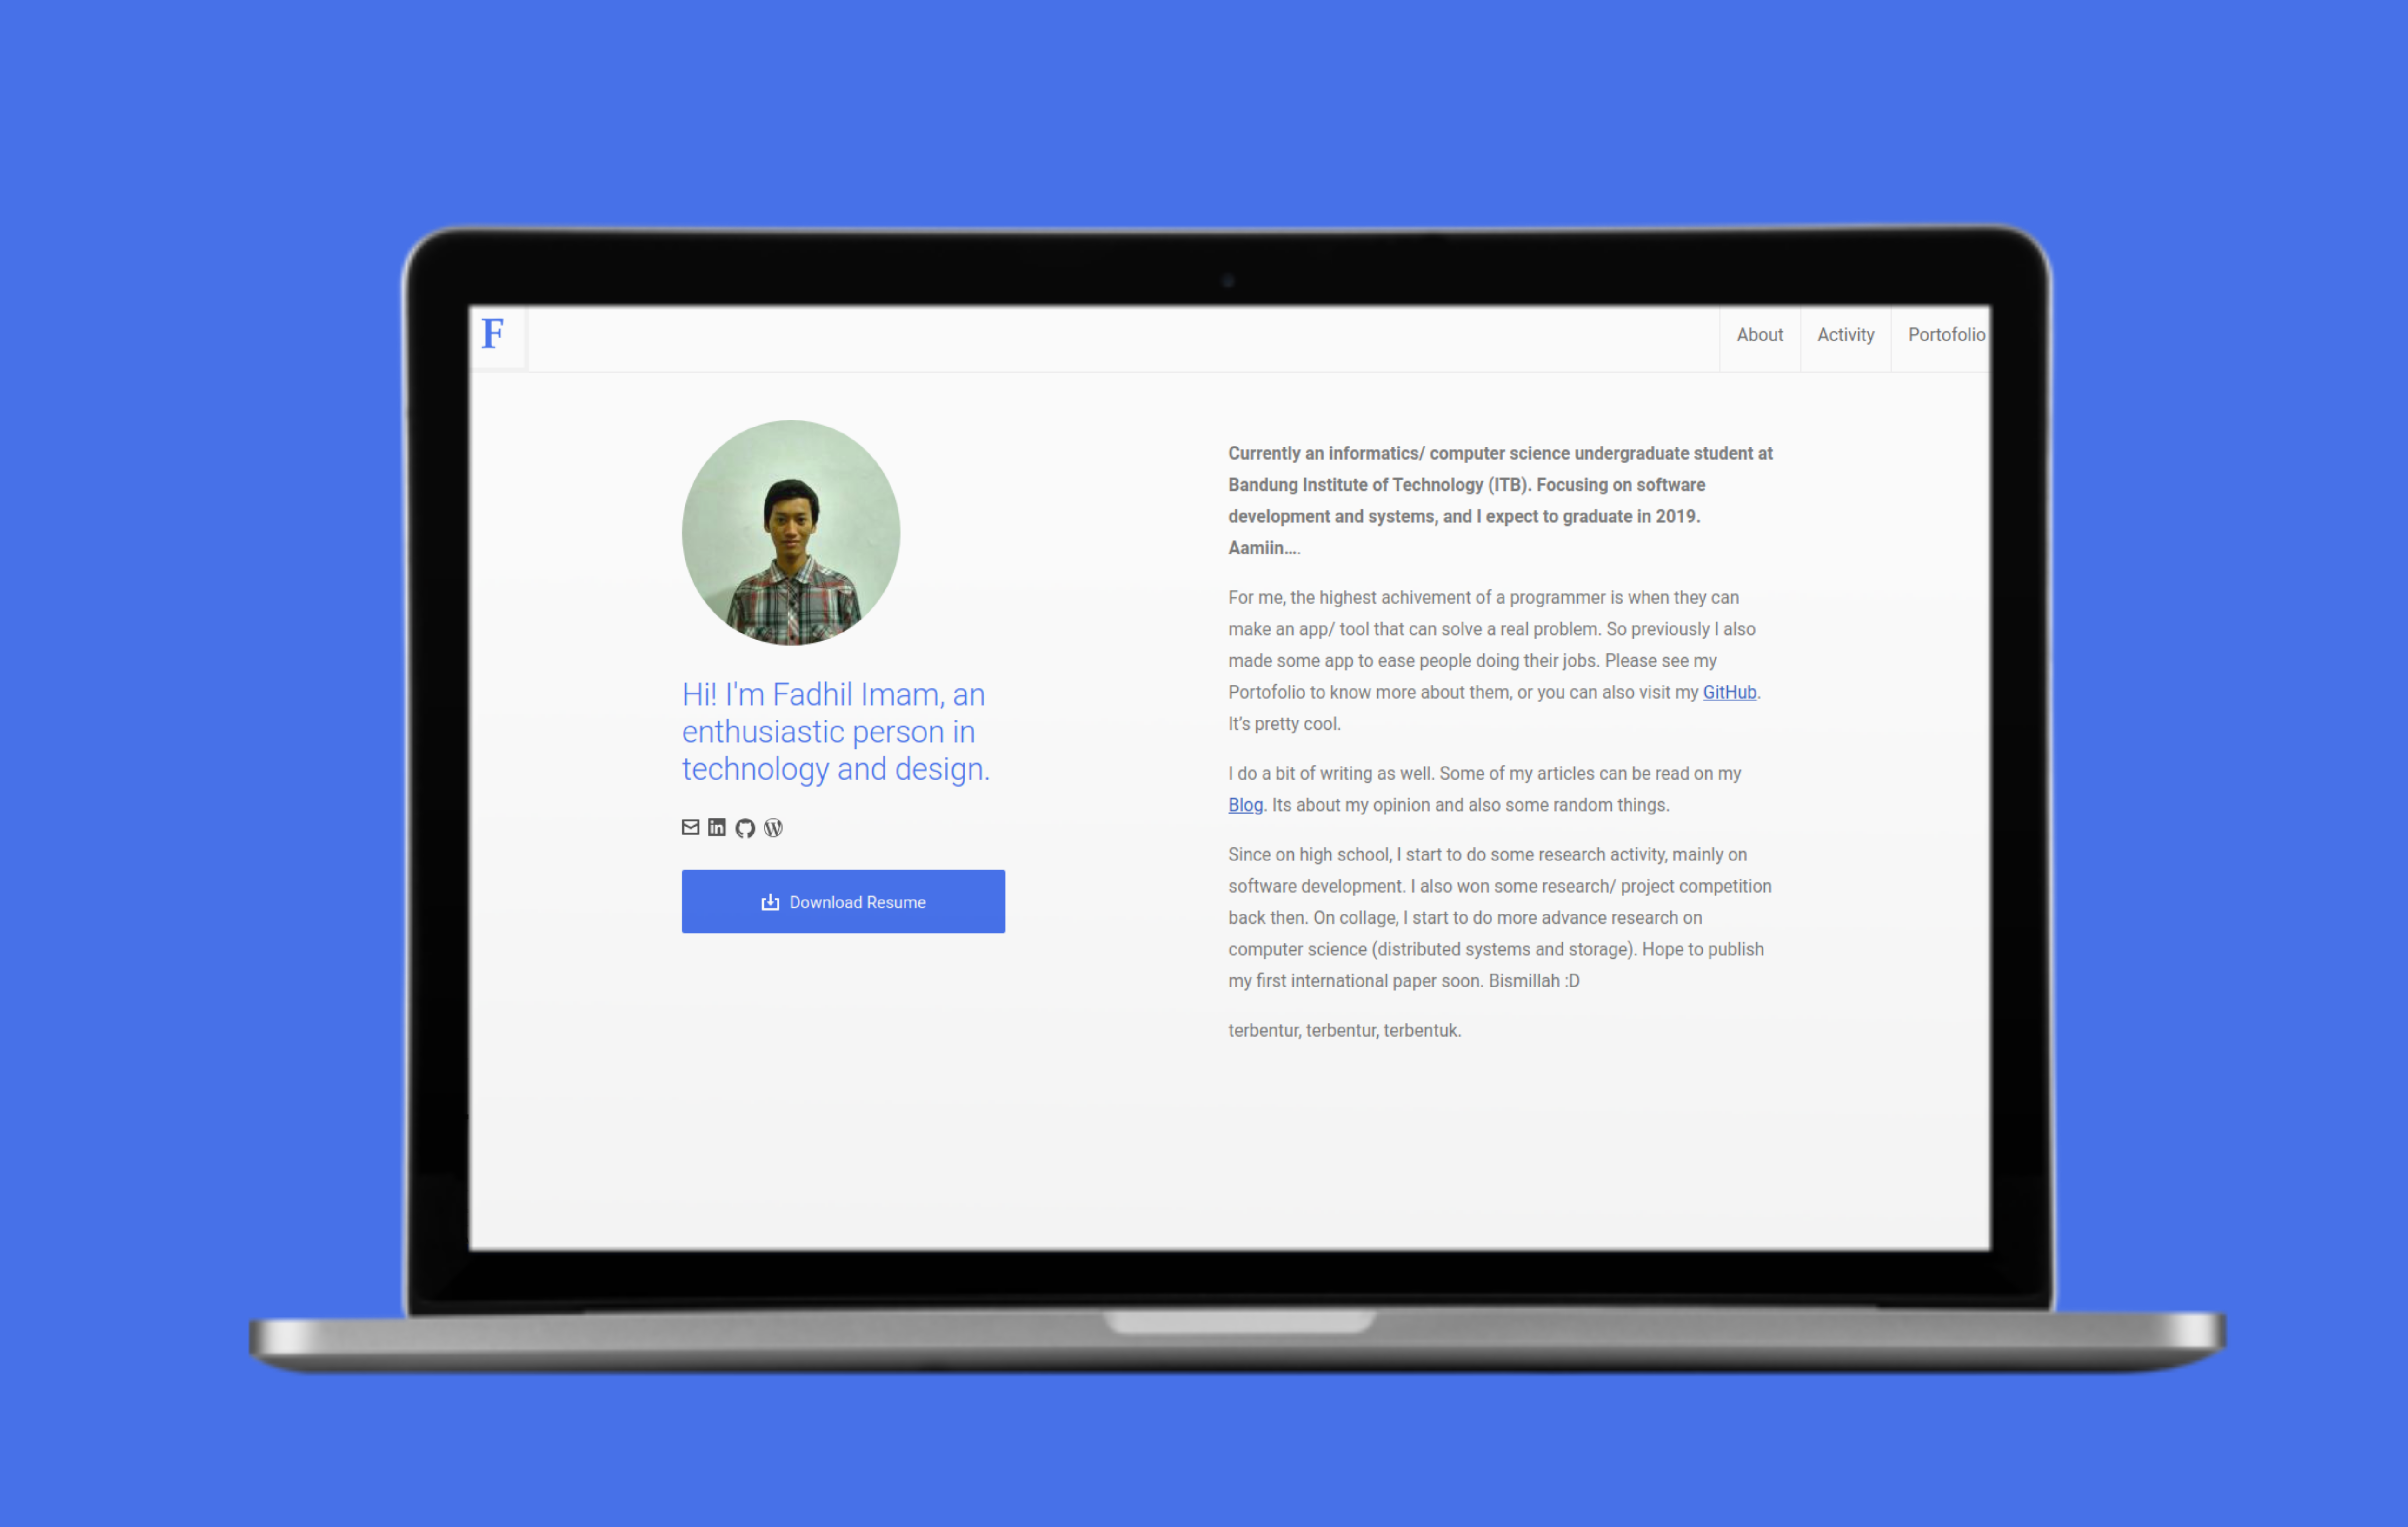 F
About
Activity
Portofolio
Hi! I'm Fadhil Imam, an
enthusiastic person in
technology and design.
in
W
Download Resume
Currently an informatics/ computer science undergraduate student at
Bandung Institute of Technology (ITB). Focusing on software
development and systems, and I expect to graduate in 2019.
Aamiin....
For me, the highest achivement of a programmer is when they can
make an app/ tool that can solve a real problem. So previously I also
made some app to ease people doing their jobs. Please see my
Portofolio to know more about them, or you can also visit my GitHub.
It's pretty cool.
I do a bit of writing as well. Some of my articles can be read on my
Blog. Its about my opinion and also some random things.
Since on high school, I start to do some research activity, mainly on
software development. I also won some research/ project competition
back then. On collage, I start to do more advance research on
computer science (distributed systems and storage). Hope to publish
my first international paper soon. Bismillah :D
terbentur, terbentur, terbentuk.